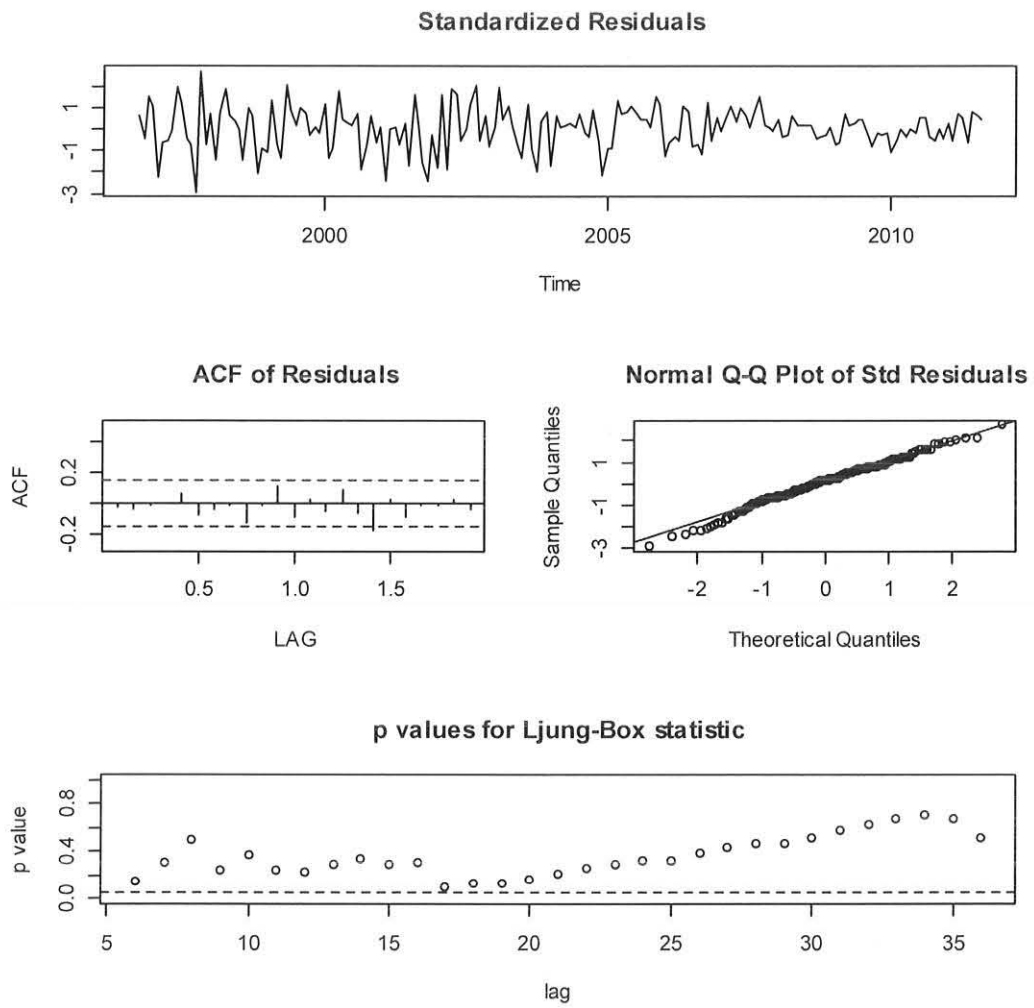 Standardized Residuals
-3 -1 1
2000 2005 2010
Time
ACF of Residuals
ACF
-0.2 0.2
0.5 1.0 1.5
LAG
Normal Q-Q Plot of Std Residuals
Sample Quantiles
-3 -1 1
-2 -1 0 1 2
Theoretical Quantiles
p values for Ljung-Box statistic
p value
0.0 0.4 0.8
5 10 15 20 25 30 35
lag